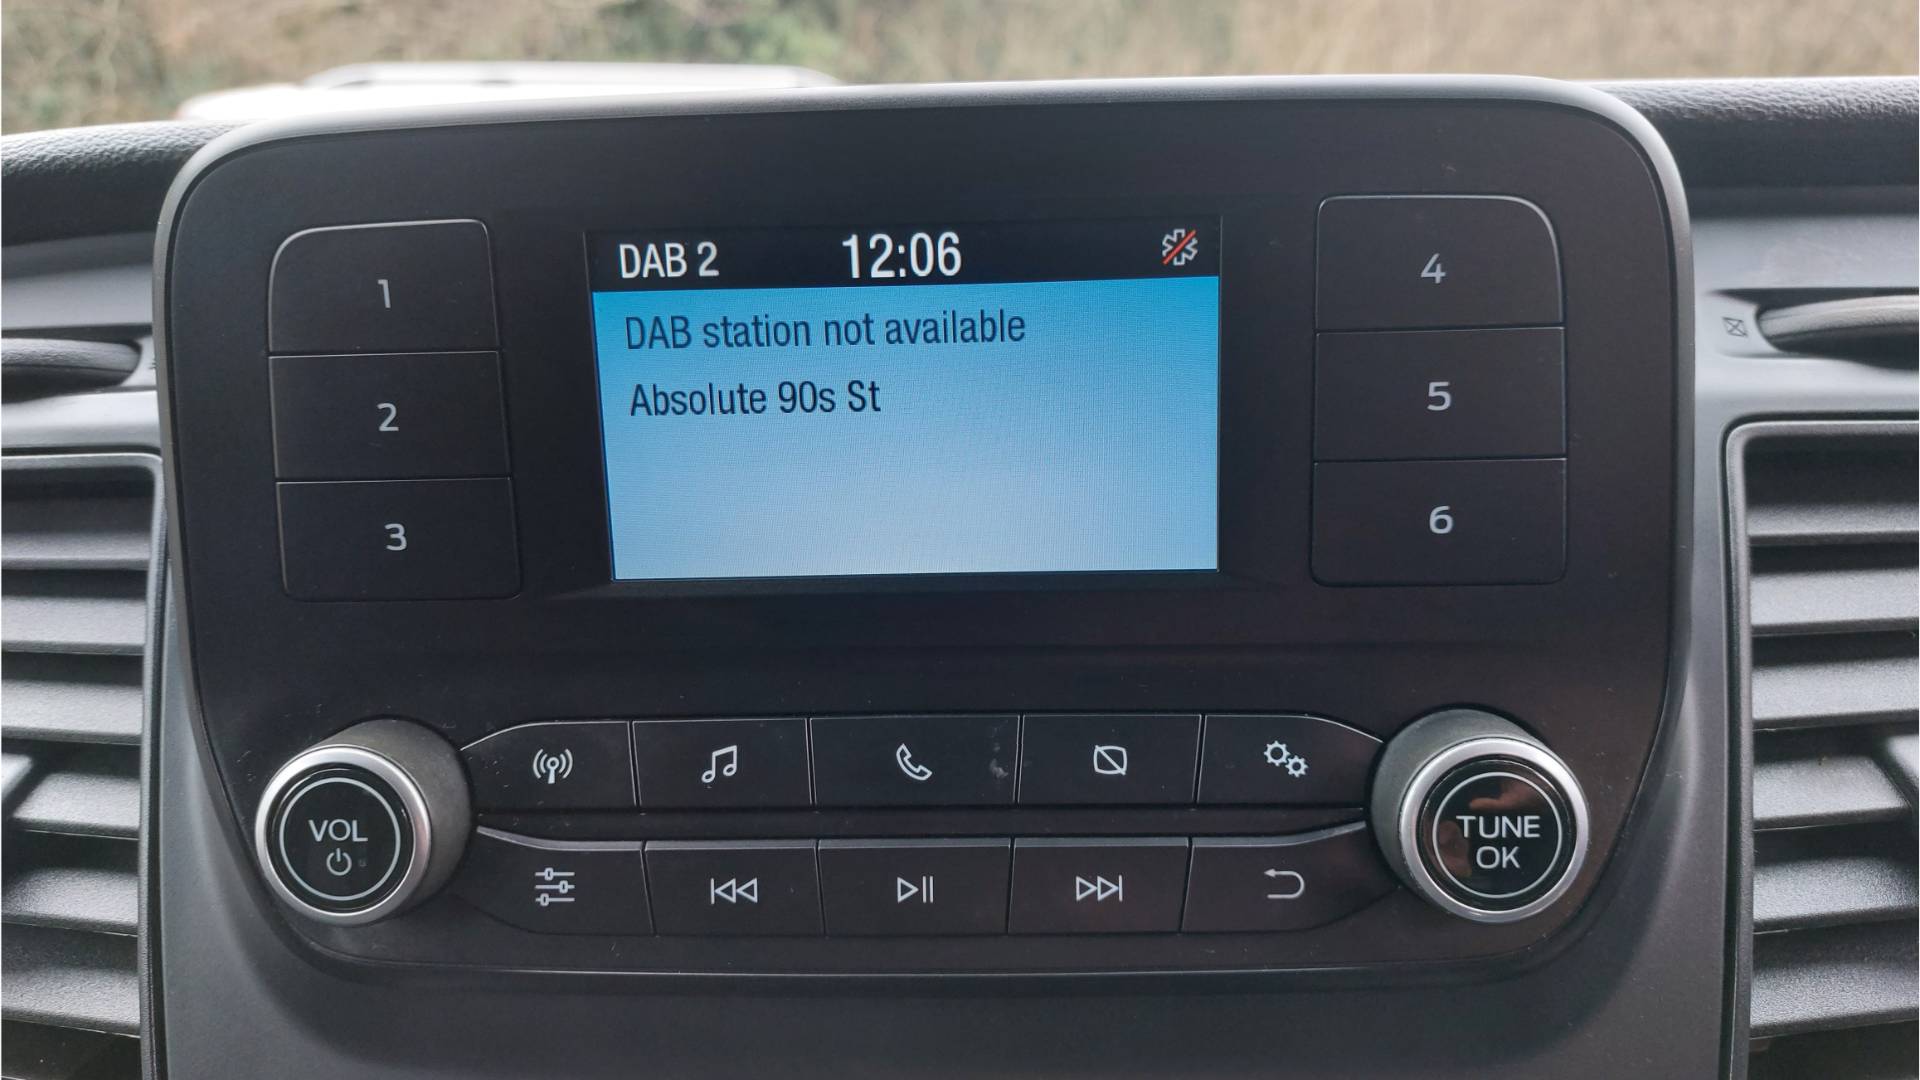 DAB 2 12:06
DAB station not available
Absolute 90s St
1
2
3
4
5
6
VOL
TUNE
OK